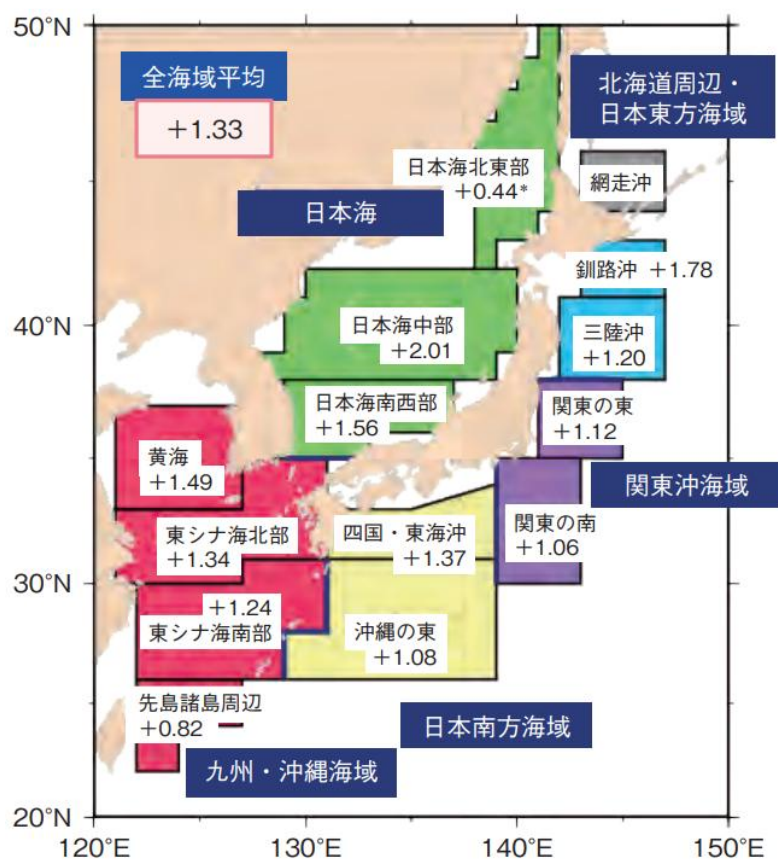 50°N
全海域平均
+1.33
北海道周辺・
日本東方海域
日本海北東部
+0.44*
網走沖
日本海
釧路沖 +1.78
40°N
日本海中部
+2.01
三陸沖
+1.20
日本海南西部
+1.56
関東の東
+1.12
黄海
+1.49
関東沖海域
東シナ海北部
+1.34
四国・東海沖
+1.37
関東の南
+1.06
30°N
+1.24
東シナ海南部
沖縄の東
+1.08
先島諸島周辺
+0.82
日本南方海域
九州・沖縄海域
20°N
120°E
130°E
140°E
150°E